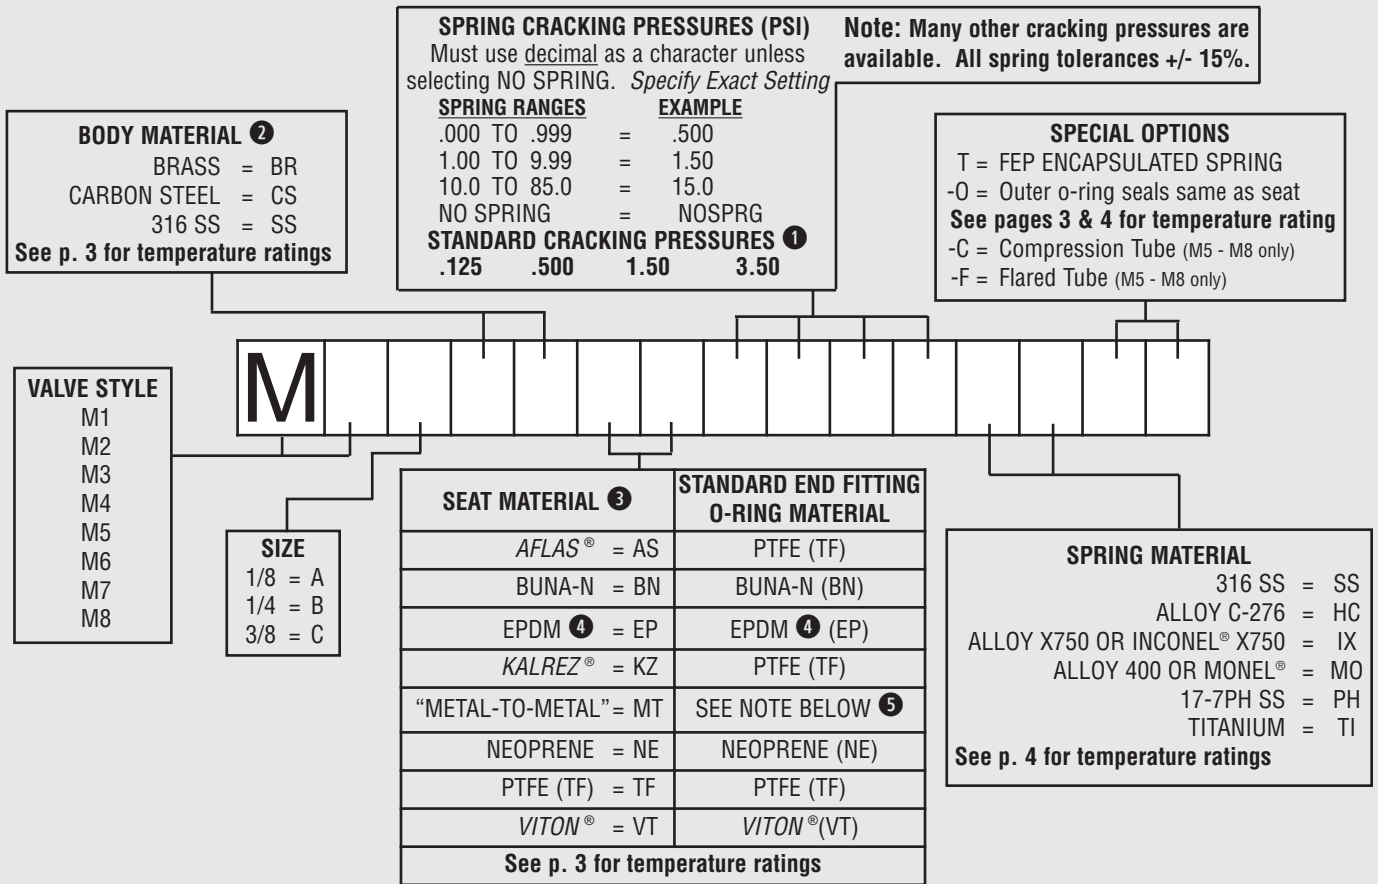 SPRING CRACKING PRESSURES (PSI)
Must use decimal as a character unless
selecting NO SPRING. Specify Exact Setting
SPRING RANGES EXAMPLE
.000 TO .999 = .500
1.00 TO 9.99 = 1.50
10.0 TO 85.0 = 15.0
NO SPRING = NOSPRG
STANDARD CRACKING PRESSURES ❶
.125 .500 1.50 3.50
Note: Many other cracking pressures are
available. All spring tolerances +/- 15%.
BODY MATERIAL ❷
BRASS = BR
CARBON STEEL = CS
316 SS = SS
See p. 3 for temperature ratings
SPECIAL OPTIONS
T = FEP ENCAPSULATED SPRING
-O = Outer o-ring seals same as seat
See pages 3 & 4 for temperature rating
-C = Compression Tube (M5 - M8 only)
-F = Flared Tube (M5 - M8 only)
M
VALVE STYLE
M1
M2
M3
M4
M5
M6
M7
M8
SIZE
1/8 = A
1/4 = B
3/8 = C
SEAT MATERIAL ❸
STANDARD END FITTING
O-RING MATERIAL
AFLAS ® = AS PTFE (TF)
BUNA-N = BN BUNA-N (BN)
EPDM ❹ = EP EPDM ❹ (EP)
KALREZ ® = KZ PTFE (TF)
“METAL-TO-METAL”= MT SEE NOTE BELOW ❺
NEOPRENE = NE NEOPRENE (NE)
PTFE (TF) = TF PTFE (TF)
VITON ® = VT VITON ®(VT)
See p. 3 for temperature ratings
SPRING MATERIAL
316 SS = SS
ALLOY C-276 = HC
ALLOY X750 OR INCONEL® X750 = IX
ALLOY 400 OR MONEL® = MO
17-7PH SS = PH
TITANIUM = TI
See p. 4 for temperature ratings